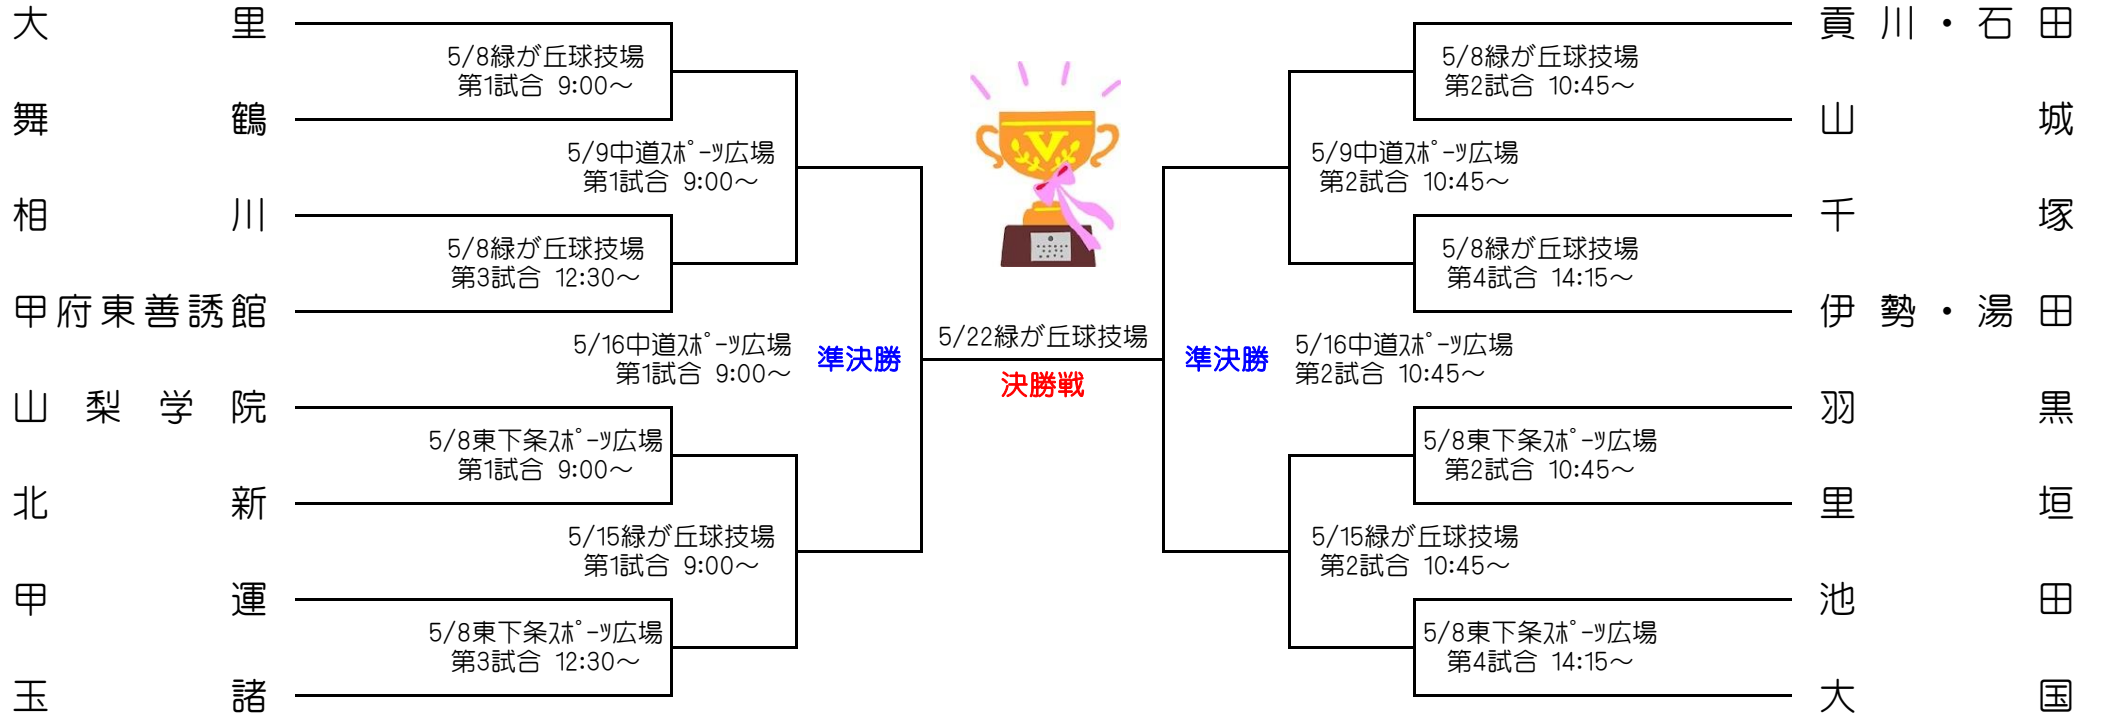 大里
貢川・石田
5/8緑が丘球技場
第1試合 9:00～
5/8緑が丘球技場
第2試合 10:45～
舞鶴
山城
5/9中道ｽﾎﾟｰﾂ広場
第1試合 9:00～
V
5/9中道ｽﾎﾟｰﾂ広場
第2試合 10:45～
相川
千塚
5/8緑が丘球技場
第3試合 12:30～
5/8緑が丘球技場
第4試合 14:15～
甲府東善誘館
伊勢・湯田
5/16中道ｽﾎﾟｰﾂ広場
第1試合 9:00～
準決勝
5/22緑が丘球技場
決勝戦
準決勝
5/16中道ｽﾎﾟｰﾂ広場
第2試合 10:45～
山梨学院
羽黒
5/8東下条ｽﾎﾟｰﾂ広場
第1試合 9:00～
5/8東下条ｽﾎﾟｰﾂ広場
第2試合 10:45～
北新
里垣
5/15緑が丘球技場
第1試合 9:00～
5/15緑が丘球技場
第2試合 10:45～
甲運
池田
5/8東下条ｽﾎﾟｰﾂ広場
第3試合 12:30～
5/8東下条ｽﾎﾟｰﾂ広場
第4試合 14:15～
玉諸
大国